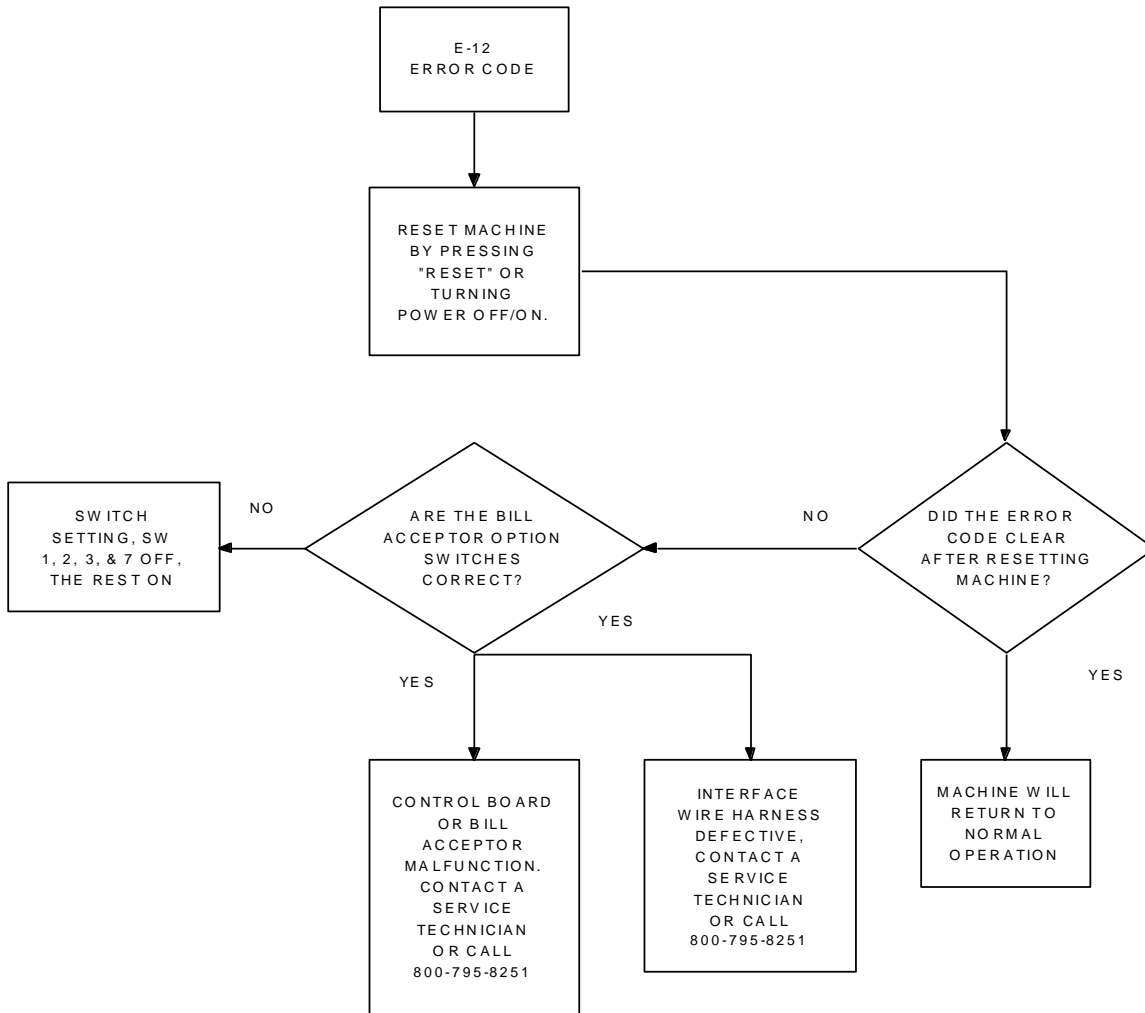 E-12
ERROR CODE
RESET MACHINE
BY PRESSING
"RESET" OR
TURNING
POWER OFF/ON.
SWITCH
SETTING, SW
1, 2, 3, & 7 OFF,
THE REST ON
NO
ARE THE BILL
ACCEPTOR OPTION
SWITCHES
CORRECT?
NO
DID THE ERROR
CODE CLEAR
AFTER RESETTING
MACHINE?
YES
YES
YES
CONTROL BOARD
OR BILL
ACCEPTOR
MALFUNCTION.
CONTACT A
SERVICE
TECHNICIAN
OR CALL
800-795-8251
INTERFACE
WIRE HARNESS
DEFECTIVE,
CONTACT A
SERVICE
TECHNICIAN
OR CALL
800-795-8251
MACHINE WILL
RETURN TO
NORMAL
OPERATION